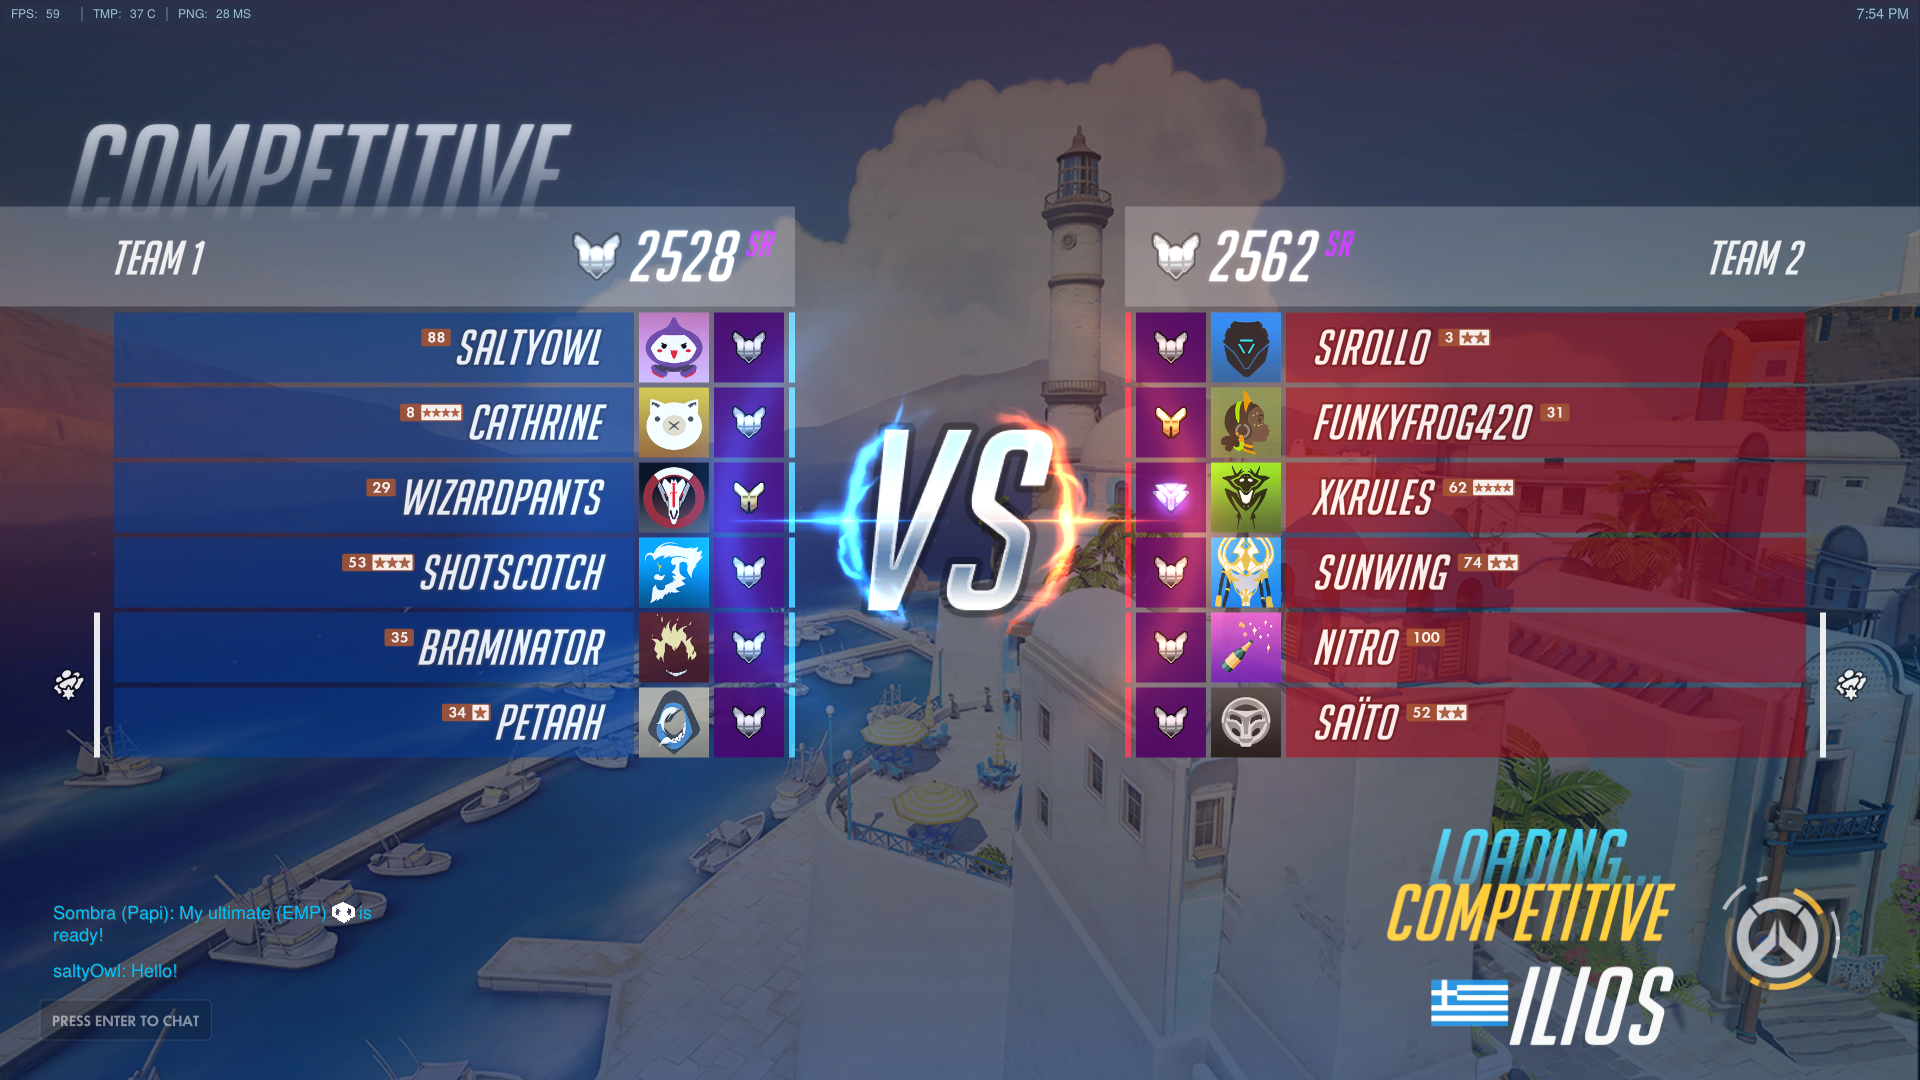 FPS: 59 | TMP: 37 C | PNG: 28 MS
7:54 PM
COMPETITIVE
TEAM 1
2528 SR
2562 SR
TEAM 2
88 SALTYOWL
8 CATHRINE
29 WIZARDPANTS
53 SHOTSCOTCH
35 BRAMINATOR
34 PETAAH
VS
SIROLLO 3
FUNKYFROG420 31
XKRULES 62
SUNWING 74
NITRO 100
SAÏTO 52
Sombra (Papi): My ultimate (EMP) is
ready!
saltyOwl: Hello!
PRESS ENTER TO CHAT
LOADING...
COMPETITIVE
ILIOS